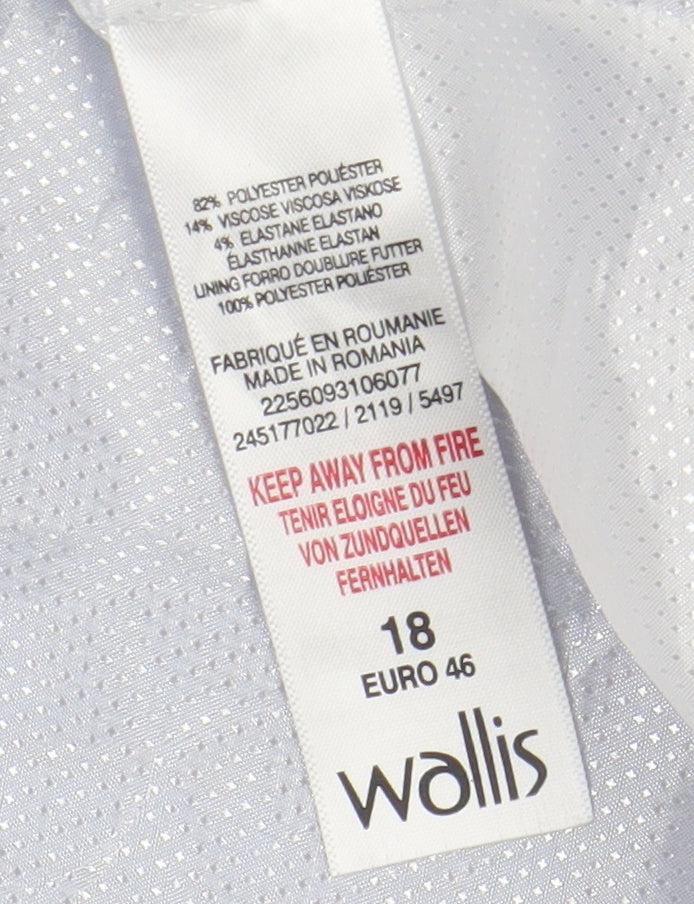 82% POLYESTER POLIÉSTER
14% VISCOSE VISCOSA VISKOSE
4% ELASTANE ELASTANO
ÉLASTHANNE ELASTAN
LINING FORRO DOUBLURE FUTTER
100% POLYESTER POLIÉSTER
FABRIQUÉ EN ROUMANIE
MADE IN ROMANIA
2256093106077
245177022 / 2119 / 5497
KEEP AWAY FROM FIRE
TENIR ELOIGNE DU FEU
VON ZUNDQUELLEN
FERNHALTEN
18
EURO 46
wallis